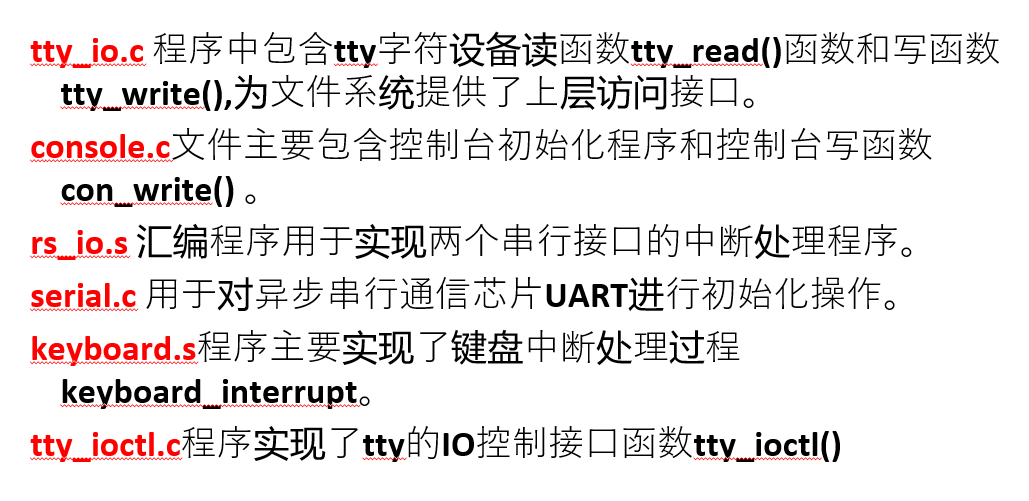 tty_io.c 程序中包含tty字符设备读函数tty_read()函数和写函数
tty_write(),为文件系统提供了上层访问接口。
console.c文件主要包含控制台初始化程序和控制台写函数
con_write() 。
rs_io.s 汇编程序用于实现两个串行接口的中断处理程序。
serial.c 用于对异步串行通信芯片UART进行初始化操作。
keyboard.s程序主要实现了键盘中断处理过程
keyboard_interrupt。
tty_ioctl.c程序实现了tty的IO控制接口函数tty_ioctl()